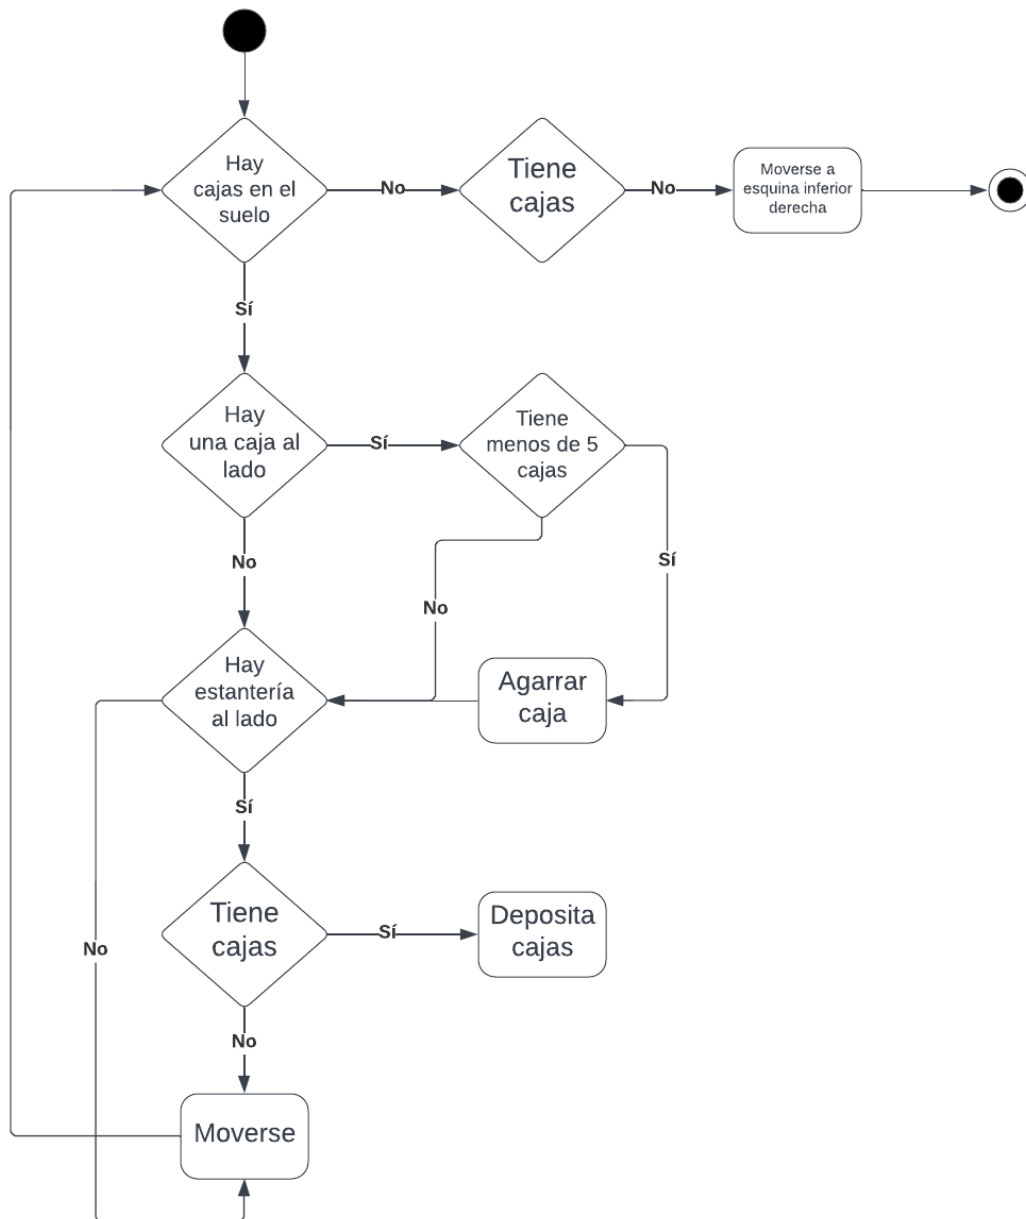 Hay
cajas en el
suelo
No
Tiene
cajas
No
Moverse a
esquina inferior
derecha
Sí
Hay
una caja al
lado
Sí
Tiene
menos de 5
cajas
No
Sí
No
Hay
estantería
al lado
Agarrar
caja
Sí
Tiene
cajas
Sí
Deposita
cajas
No
No
Moverse